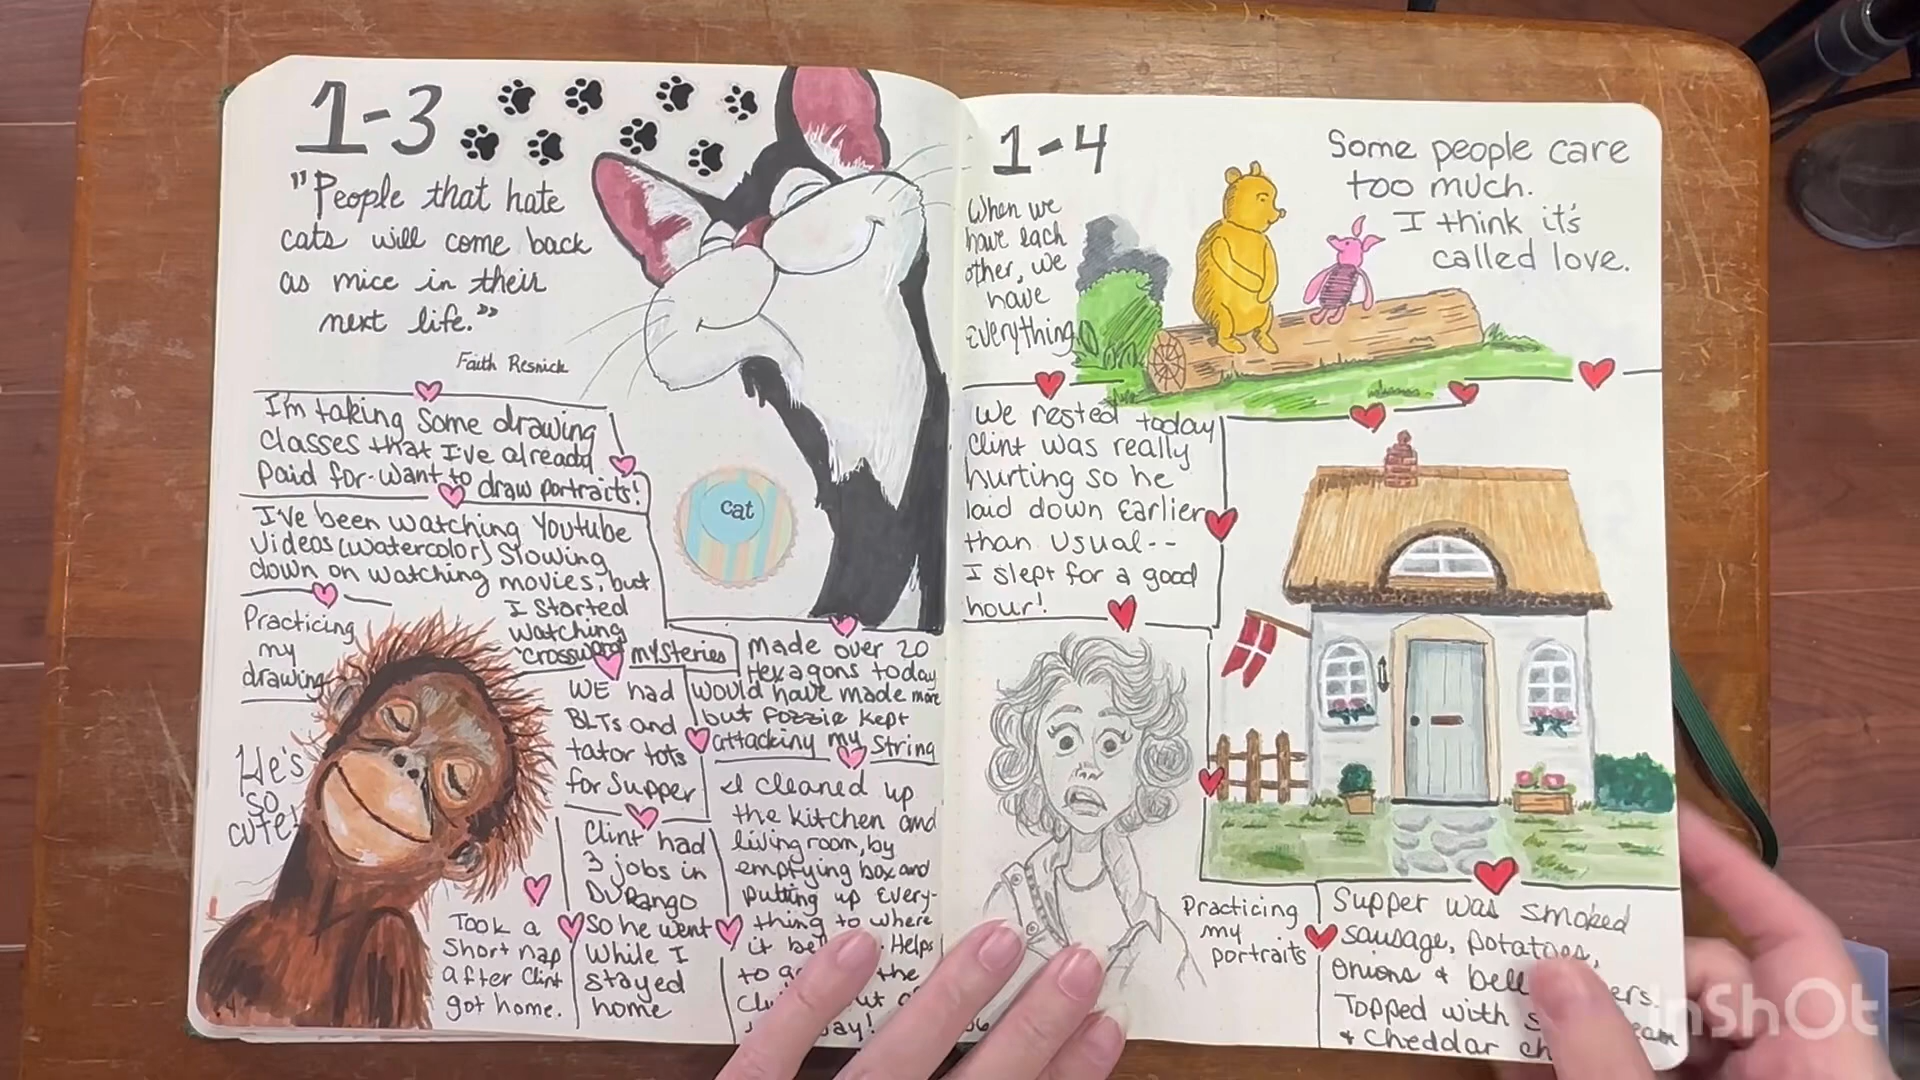 1-3
"People that hate
cats will come back
as mice in their
next life."
Faith Resnick
I'm taking some drawing
classes that I've already
paid for-want to
draw portraits!
I've been watching YouTube
Videos (watercolor) Slowing
down on watching movies, but
I started
watching
"Crossword
mysteries
Practicing
my
drawing
He's
so
cute!
cat
WE had
BLTs and
tator tots
for Supper
Made over 20
Hexagons today
would have made more
but Fozzie kept
attacking my String
I cleaned up
the kitchen and
living room, by
emptying box and
putting up Every-
thing to where
it Helps
to the
Took a
short nap
after Clint
got home.
Clint had
3 jobs in
DURango
so he went
While I
stayed
home
1-4
When we
have each
other, we
have
Everything
Some people care
too much.
I think it's
called love.
We rested today
Clint was really
hurting so he
laid down Earlier
than usual--
I slept for a good
hour!
Practicing
my
portraits
Supper was smoked
sausage, potatoes,
onions & bell
Topped with
& cheddar
InShot